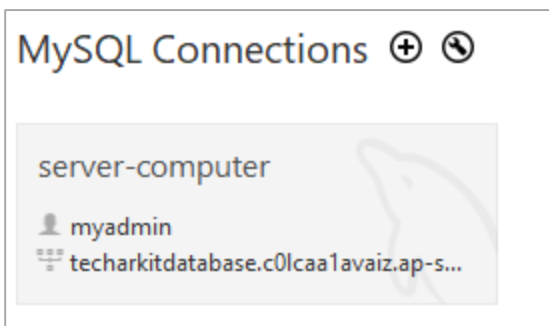 MySQL Connections
server-computer
myadmin
techarkitdatabase.c0lcaa1avaiz.ap-s...